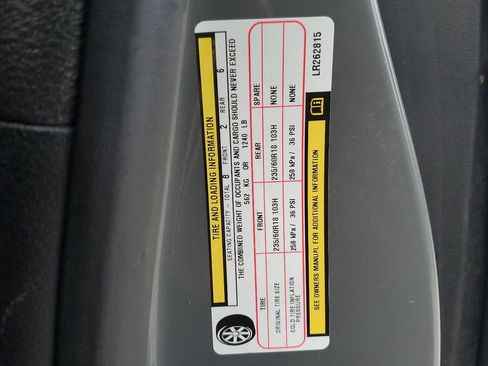 TIRE AND LOADING INFORMATION
SEATING CAPACITY - TOTAL 8 FRONT 2 REAR 6
THE COMBINED WEIGHT OF OCCUPANTS AND CARGO SHOULD NEVER EXCEED
562 KG OR 1240 LB
TIRE FRONT REAR SPARE
ORIGINAL TIRE SIZE 235/60R18 103H 235/60R18 103H NONE
COLD TIRE INFLATION PRESSURE 250 kPa / 36 PSI 250 kPa / 36 PSI NONE
SEE OWNERS MANUAL FOR ADDITIONAL INFORMATION
LR262815